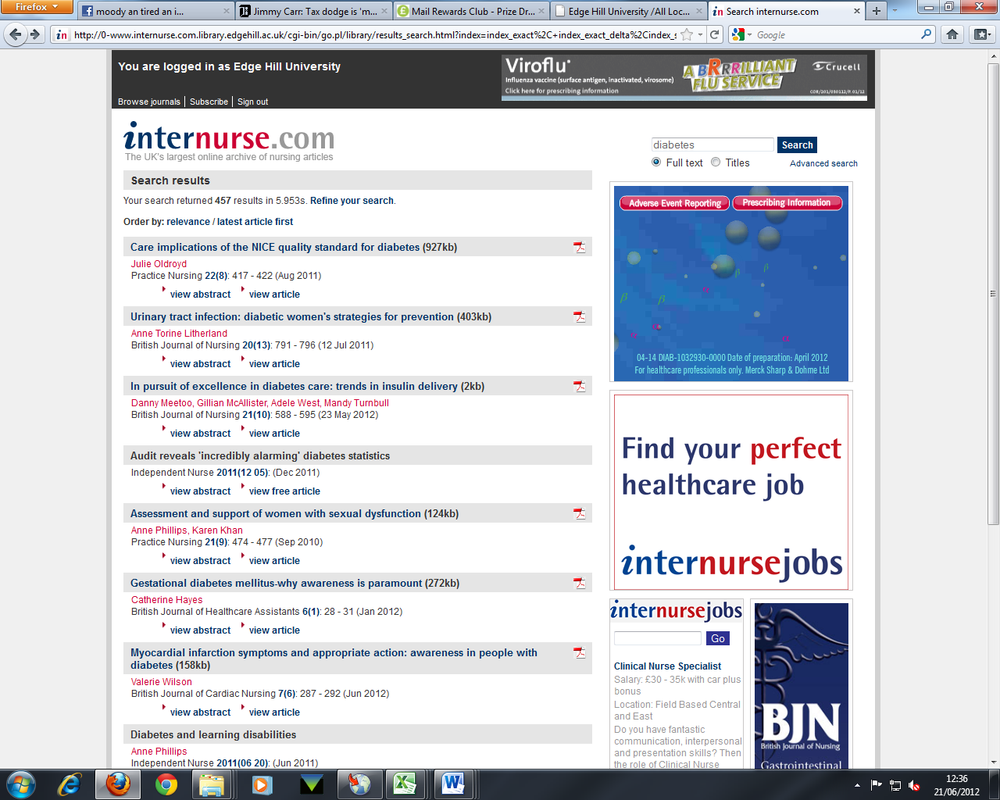 Firefox
moody an tired an i...
Jimmy Carr: Tax dodge is 'm...
Mail Rewards Club - Prize Dr...
Edge Hill University /All Loc...
Search internurse.com
http://0-www.internurse.com.library.edgehill.ac.uk/cgi-bin/go.pl/library/results_search.html?index=index_exact%2C+index_exact_delta%2Cindex_s
Google
You are logged in as Edge Hill University
Browse journals
Subscribe
Sign out
Viroflu
Influenza vaccine (surface antigen, inactivated, virosome)
Click here for prescribing information
A BRRRRILLIANT
FLU SERVICE
Crucell
internurse.com
The UK's largest online archive of nursing articles
diabetes
Search
Full text
Titles
Advanced search
Search results
Your search returned 457 results in 5.953s. Refine your search.
Order by: relevance / latest article first
Care implications of the NICE quality standard for diabetes (927kb)
Julie Oldroyd
Practice Nursing 22(8): 417 - 422 (Aug 2011)
view abstract view article
Urinary tract infection: diabetic women's strategies for prevention (403kb)
Anne Torine Litherland
British Journal of Nursing 20(13): 791 - 796 (12 Jul 2011)
view abstract view article
In pursuit of excellence in diabetes care: trends in insulin delivery (2kb)
Danny Meetoo, Gillian McAllister, Adele West, Mandy Turnbull
British Journal of Nursing 21(10): 588 - 595 (23 May 2012)
view abstract view article
Audit reveals 'incredibly alarming' diabetes statistics
Independent Nurse 2011(12 05): (Dec 2011)
view abstract view free article
Assessment and support of women with sexual dysfunction (124kb)
Anne Phillips, Karen Khan
Practice Nursing 21(9): 474 - 477 (Sep 2010)
view abstract view article
Gestational diabetes mellitus-why awareness is paramount (272kb)
Catherine Hayes
British Journal of Healthcare Assistants 6(1): 28 - 31 (Jan 2012)
view abstract view article
Myocardial infarction symptoms and appropriate action: awareness in people with
diabetes (158kb)
Valerie Wilson
British Journal of Cardiac Nursing 7(6): 287 - 292 (Jun 2012)
view abstract view article
Diabetes and learning disabilities
Anne Phillips
Independent Nurse 2011(06 20): (Jun 2011)
Adverse Event Reporting
Prescribing Information
04-14 DIAB-1032930-0000 Date of preparation: April 2012
For healthcare professionals only. Merck Sharp & Dohme Ltd
Find your perfect
healthcare job
internursejobs
internursejobs
Go
Clinical Nurse Specialist
Salary: £30 - 35k with car plus
bonus
Location: Field Based Central
and East
Do you have fantastic
communication, interpersonal
and presentation skills? Then
the role of Clinical Nurse
BJN
British Journal of Nursing
Gastrointestinal
12:36
21/06/2012